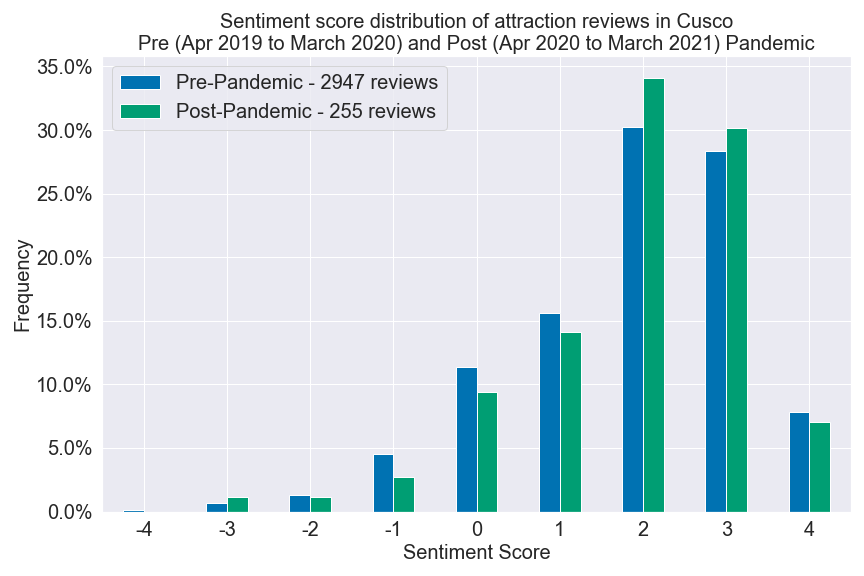 Sentiment score distribution of attraction reviews in Cusco
Pre (Apr 2019 to March 2020) and Post (Apr 2020 to March 2021) Pandemic
Pre-Pandemic - 2947 reviews
Post-Pandemic - 255 reviews
Frequency
35.0%
30.0%
25.0%
20.0%
15.0%
10.0%
5.0%
0.0%
-4 -3 -2 -1 0 1 2 3 4
Sentiment Score